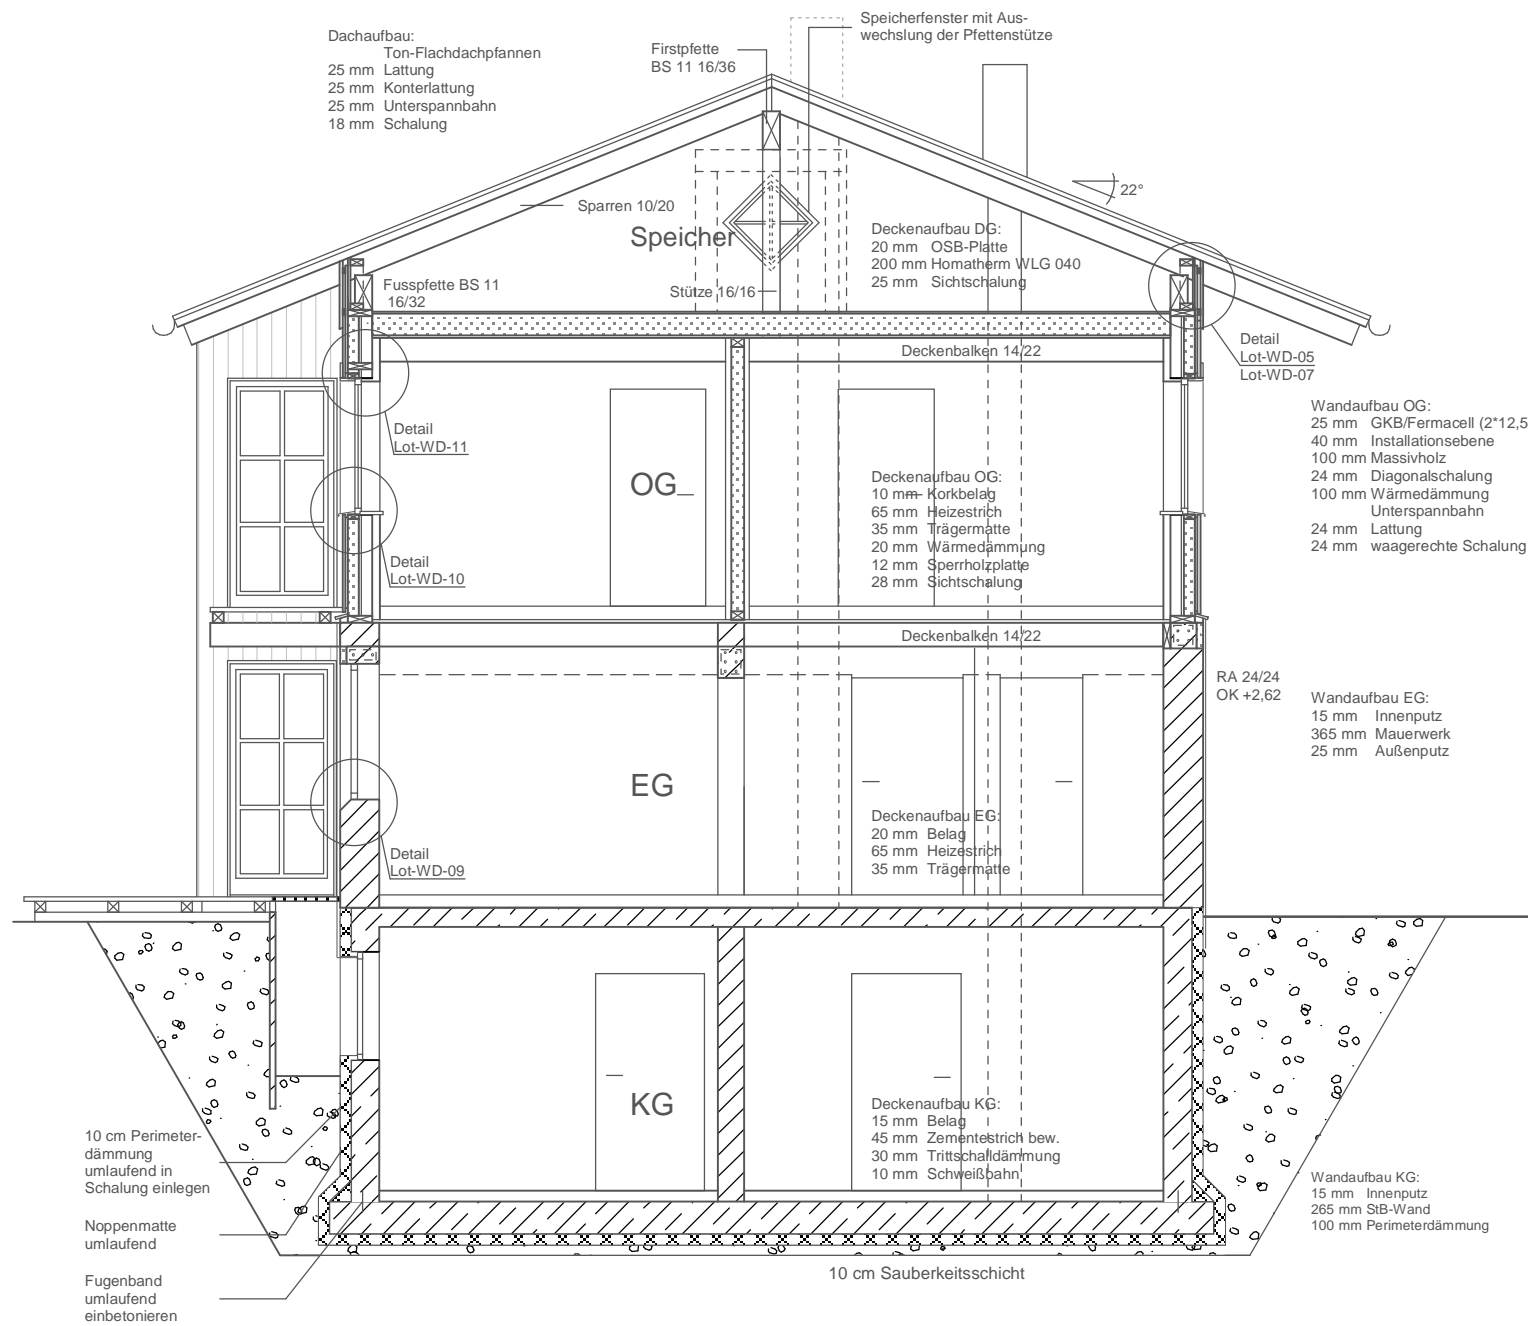 Dachaufbau:
Ton-Flachdachpfannen
25 mm Lattung
25 mm Konterlattung
25 mm Unterspannbahn
18 mm Schalung
Firstpfette
BS 11 16/36
Speicherfenster mit Aus-
wechslung der Pfettenstütze
22°
Sparren 10/20
Speicher
Deckenaufbau DG:
20 mm OSB-Platte
200 mm Homatherm WLG 040
25 mm Sichtschalung
Fusspfette BS 11
16/32
Stütze 16/16
Deckenbalken 14/22
Detail
Lot-WD-05
Lot-WD-07
Detail
Lot-WD-11
Wandaufbau OG:
25 mm GKB/Fermacell (2*12,5
40 mm Installationsebene
100 mm Massivholz
24 mm Diagonalschalung
100 mm Wärmedämmung
Unterspannbahn
24 mm Lattung
24 mm waagerechte Schalung
OG
Deckenaufbau OG:
10 mm Korkbelag
65 mm Heizestrich
35 mm Trägermatte
20 mm Wärmedämmung
12 mm Sperrholzplatte
28 mm Sichtschalung
Detail
Lot-WD-10
Deckenbalken 14/22
RA 24/24
OK +2,62
Wandaufbau EG:
15 mm Innenputz
365 mm Mauerwerk
25 mm Außenputz
EG
Deckenaufbau EG:
20 mm Belag
65 mm Heizestrich
35 mm Trägermatte
Detail
Lot-WD-09
KG
Deckenaufbau KG:
15 mm Belag
45 mm Zementestrich bew.
30 mm Trittschalldämmung
10 mm Schweißbahn
10 cm Perimeter-
dämmung
umlaufend in
Schalung einlegen
Noppenmatte
umlaufend
Fugenband
umlaufend
einbetonieren
Wandaufbau KG:
15 mm Innenputz
265 mm StB-Wand
100 mm Perimeterdämmung
10 cm Sauberkeitsschicht